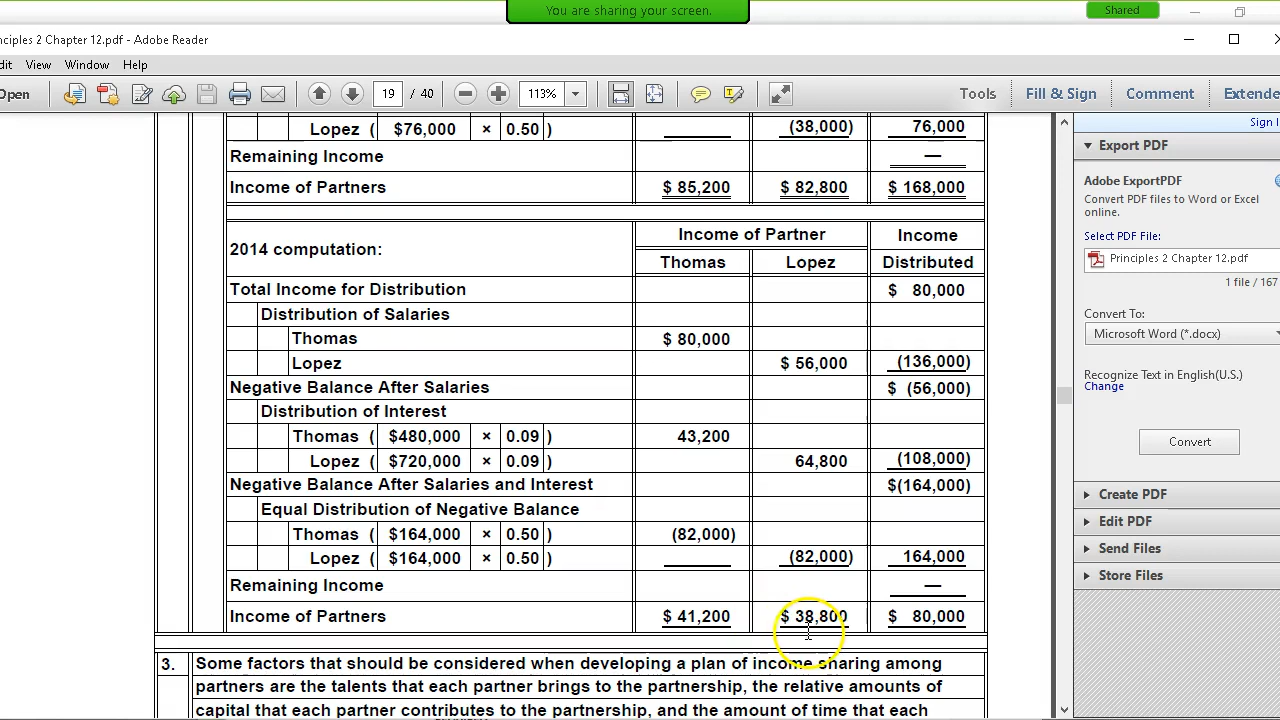 You are sharing your screen.
Shared
nciples 2 Chapter 12.pdf - Adobe Reader
dit View Window Help
Open 19 / 40 113% Tools Fill & Sign Comment Extende
Sign I
Lopez ( $76,000 × 0.50 ) (38,000) 76,000
Remaining Income —
Income of Partners $ 85,200 $ 82,800 $ 168,000
2014 computation: Income of Partner Income
Thomas Lopez Distributed
Total Income for Distribution $ 80,000
Distribution of Salaries
Thomas $ 80,000
Lopez $ 56,000 (136,000)
Negative Balance After Salaries $ (56,000)
Distribution of Interest
Thomas ( $480,000 × 0.09 ) 43,200
Lopez ( $720,000 × 0.09 ) 64,800 (108,000)
Negative Balance After Salaries and Interest $(164,000)
Equal Distribution of Negative Balance
Thomas ( $164,000 × 0.50 ) (82,000)
Lopez ( $164,000 × 0.50 ) (82,000) 164,000
Remaining Income —
Income of Partners $ 41,200 $ 38,800 $ 80,000
3. Some factors that should be considered when developing a plan of income sharing among
partners are the talents that each partner brings to the partnership, the relative amounts of
capital that each partner contributes to the partnership, and the amount of time that each
Export PDF
Adobe ExportPDF
Convert PDF files to Word or Excel
online.
Select PDF File:
Principles 2 Chapter 12.pdf
1 file / 167
Convert To:
Microsoft Word (*.docx)
Recognize Text in English(U.S.)
Change
Convert
Create PDF
Edit PDF
Send Files
Store Files